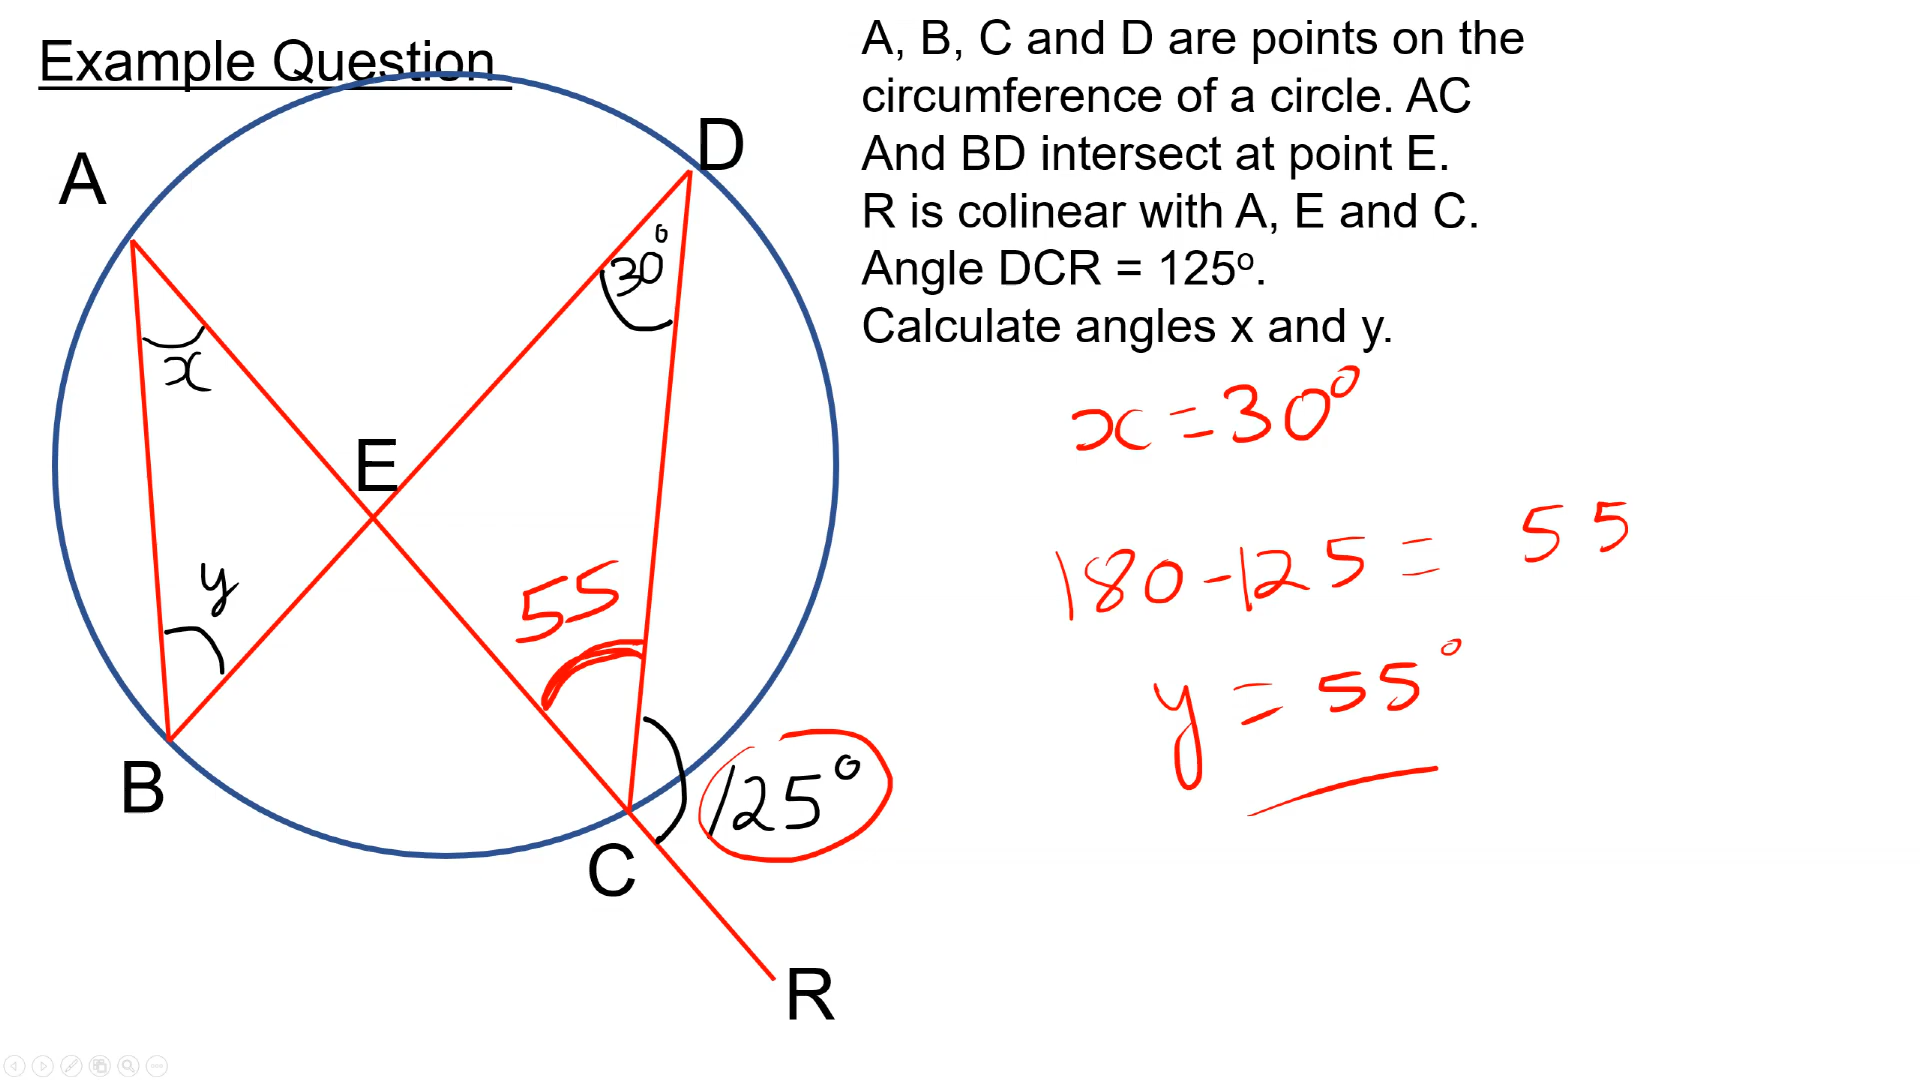 Example Question
A, B, C and D are points on the
circumference of a circle. AC
And BD intersect at point E.
R is colinear with A, E and C.
Angle DCR = 125º.
Calculate angles x and y.
D
A
30°
x
E
y
55
B
125°
C
R
x = 30°
180 - 125 = 55
y = 55°